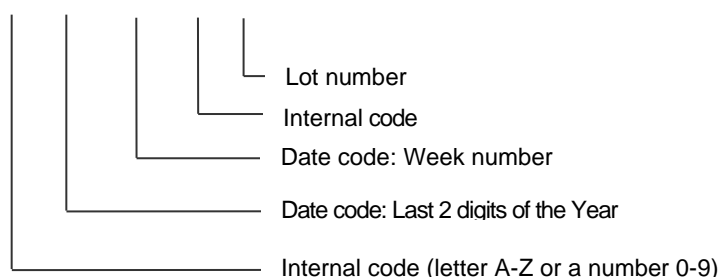 Lot number
Internal code
Date code: Week number
Date code: Last 2 digits of the Year
Internal code (letter A-Z or a number 0-9)